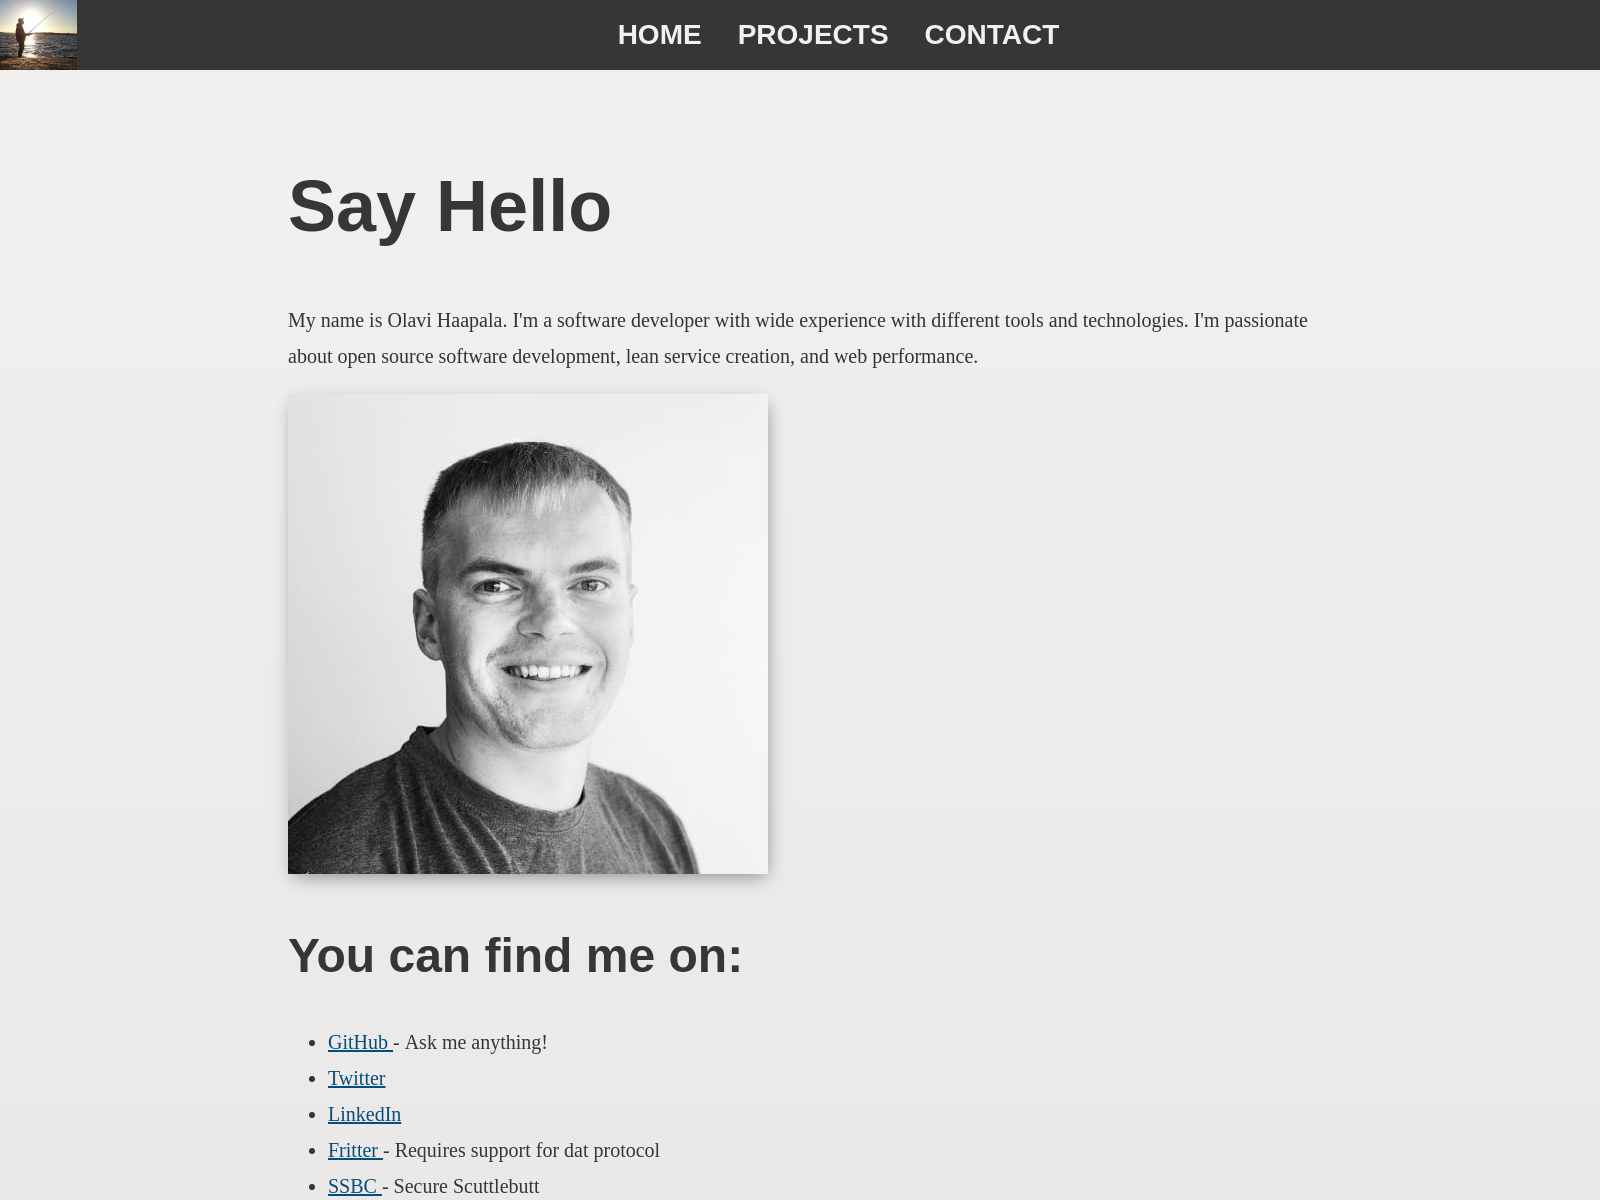 HOME PROJECTS CONTACT
Say Hello
My name is Olavi Haapala. I'm a software developer with wide experience with different tools and technologies. I'm passionate
about open source software development, lean service creation, and web performance.
You can find me on:
GitHub - Ask me anything!
Twitter
LinkedIn
Fritter - Requires support for dat protocol
SSBC - Secure Scuttlebutt